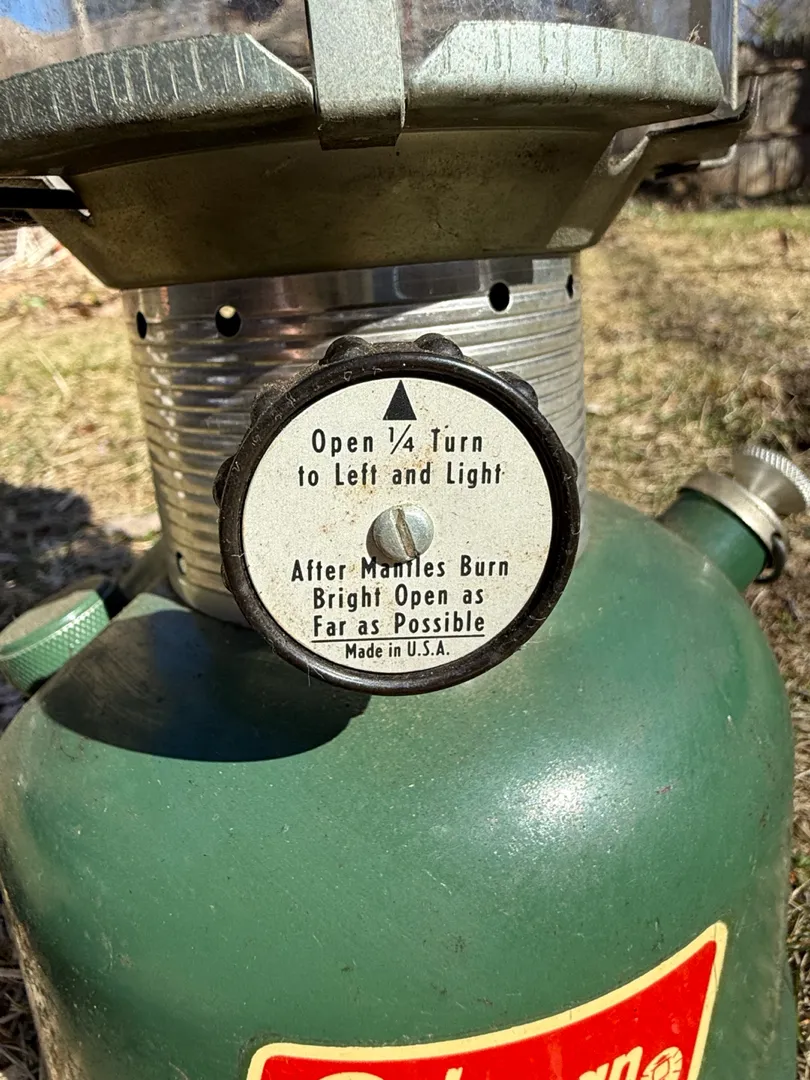 Open ¼ Turn
to Left and Light
After Mantles Burn
Bright Open as
Far as Possible
Made in U.S.A.